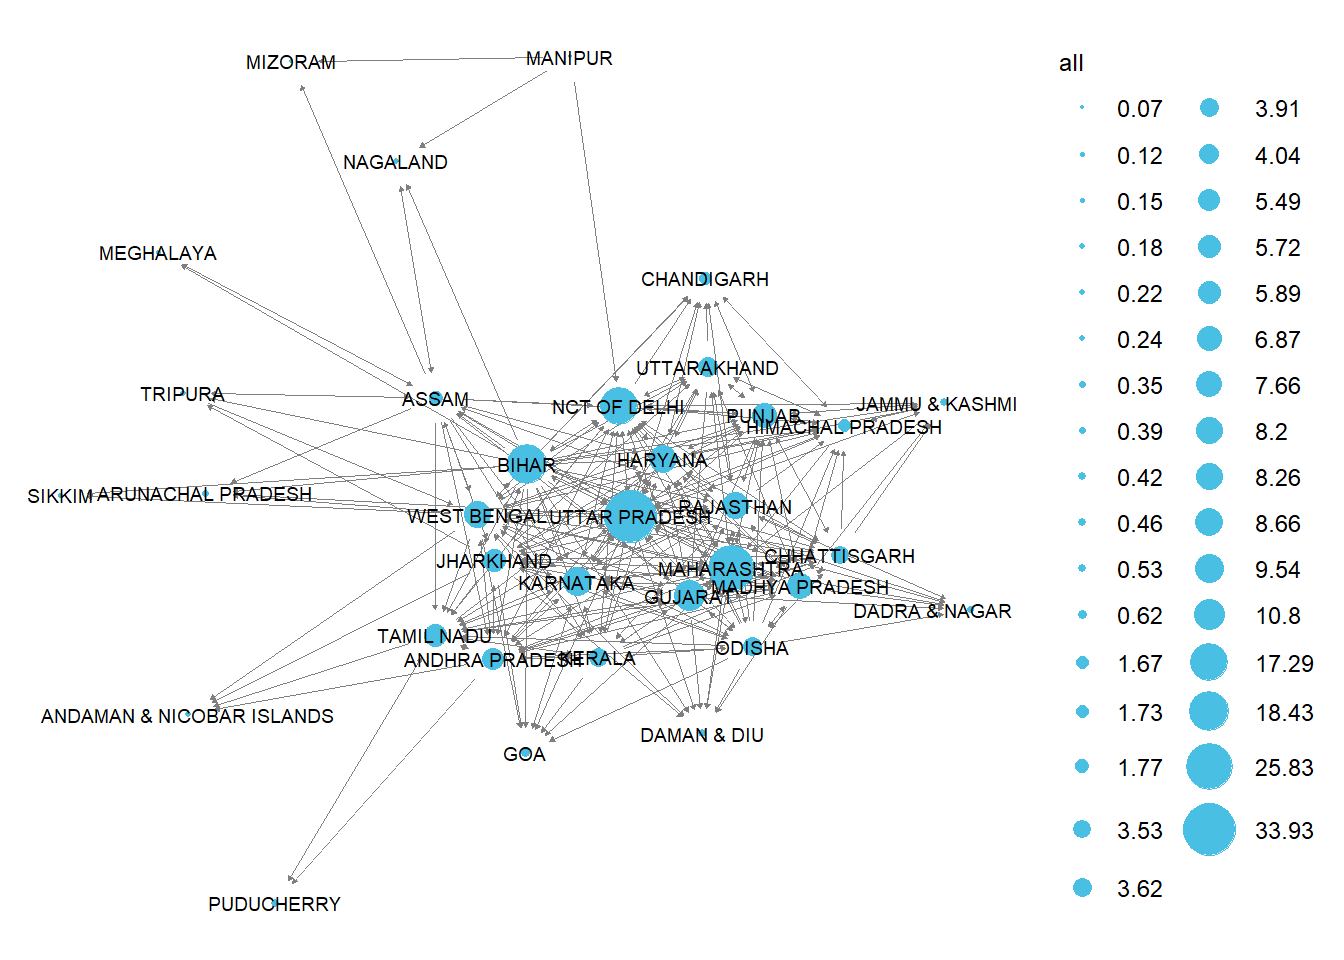 MIZORAM
MANIPUR
NAGALAND
MEGHALAYA
CHANDIGARH
UTTARAKHAND
TRIPURA
ASSAM
NCT OF DELHI
PUNJAB
JAMMU & KASHMI
HIMACHAL PRADESH
BIHAR
HARYANA
SIKKIM
ARUNACHAL PRADESH
WEST BENGAL
UTTAR PRADESH
RAJASTHAN
JHARKHAND
KARNATAKA
MAHARASHTRA
CHHATTISGARH
GUJARAT
MADHYA PRADESH
DADRA & NAGAR
TAMIL NADU
ANDHRA PRADESH
KERALA
ODISHA
ANDAMAN & NICOBAR ISLANDS
GOA
DAMAN & DIU
PUDUCHERRY
all
0.07
0.12
0.15
0.18
0.22
0.24
0.35
0.39
0.42
0.46
0.53
0.62
1.67
1.73
1.77
3.53
3.62
3.91
4.04
5.49
5.72
5.89
6.87
7.66
8.2
8.26
8.66
9.54
10.8
17.29
18.43
25.83
33.93